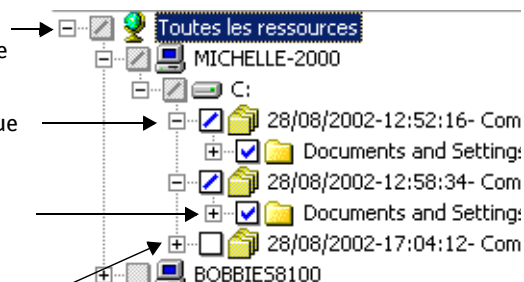 Toutes les ressources
e
MICHELLE-2000
C:
ue
28/08/2002-12:52:16- Com
Documents and Settings
28/08/2002-12:58:34- Com
Documents and Settings
28/08/2002-17:04:12- Com
BOBBIES8100